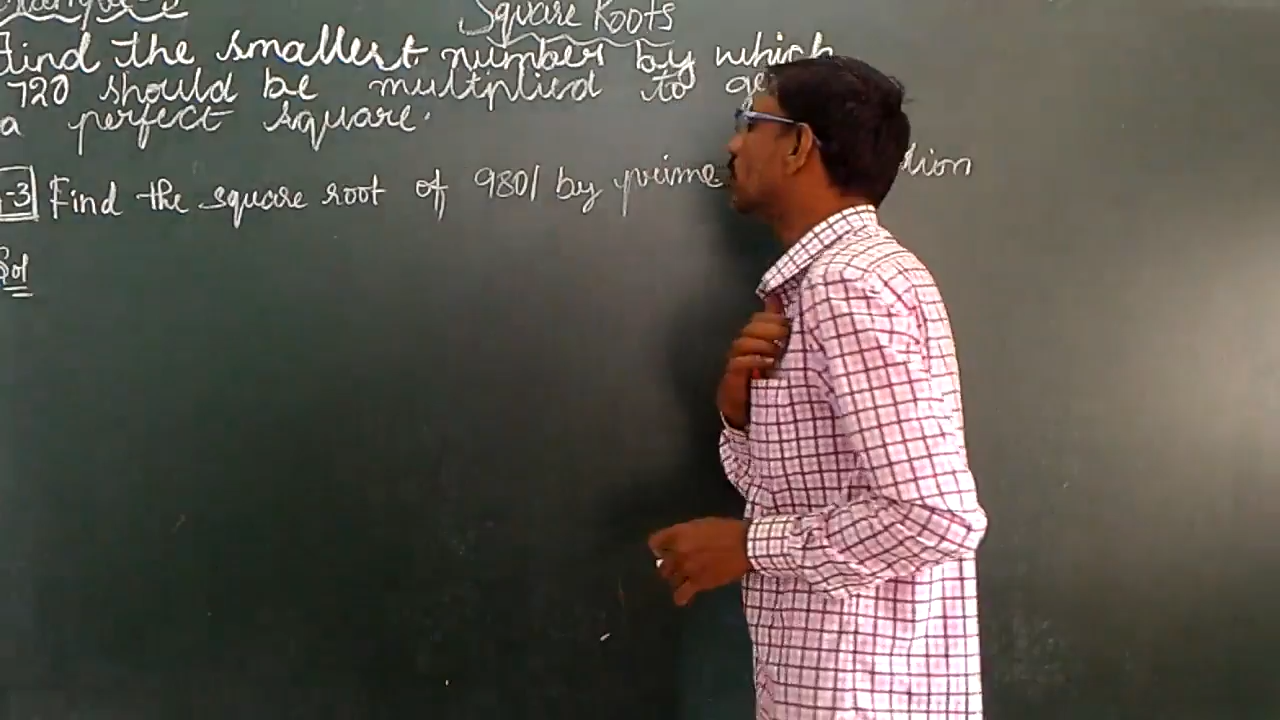 Square Roots
Find the smallest number by which
720 should be multiplied to
a perfect square.
-3 Find the square root of 9801 by prime
Sol